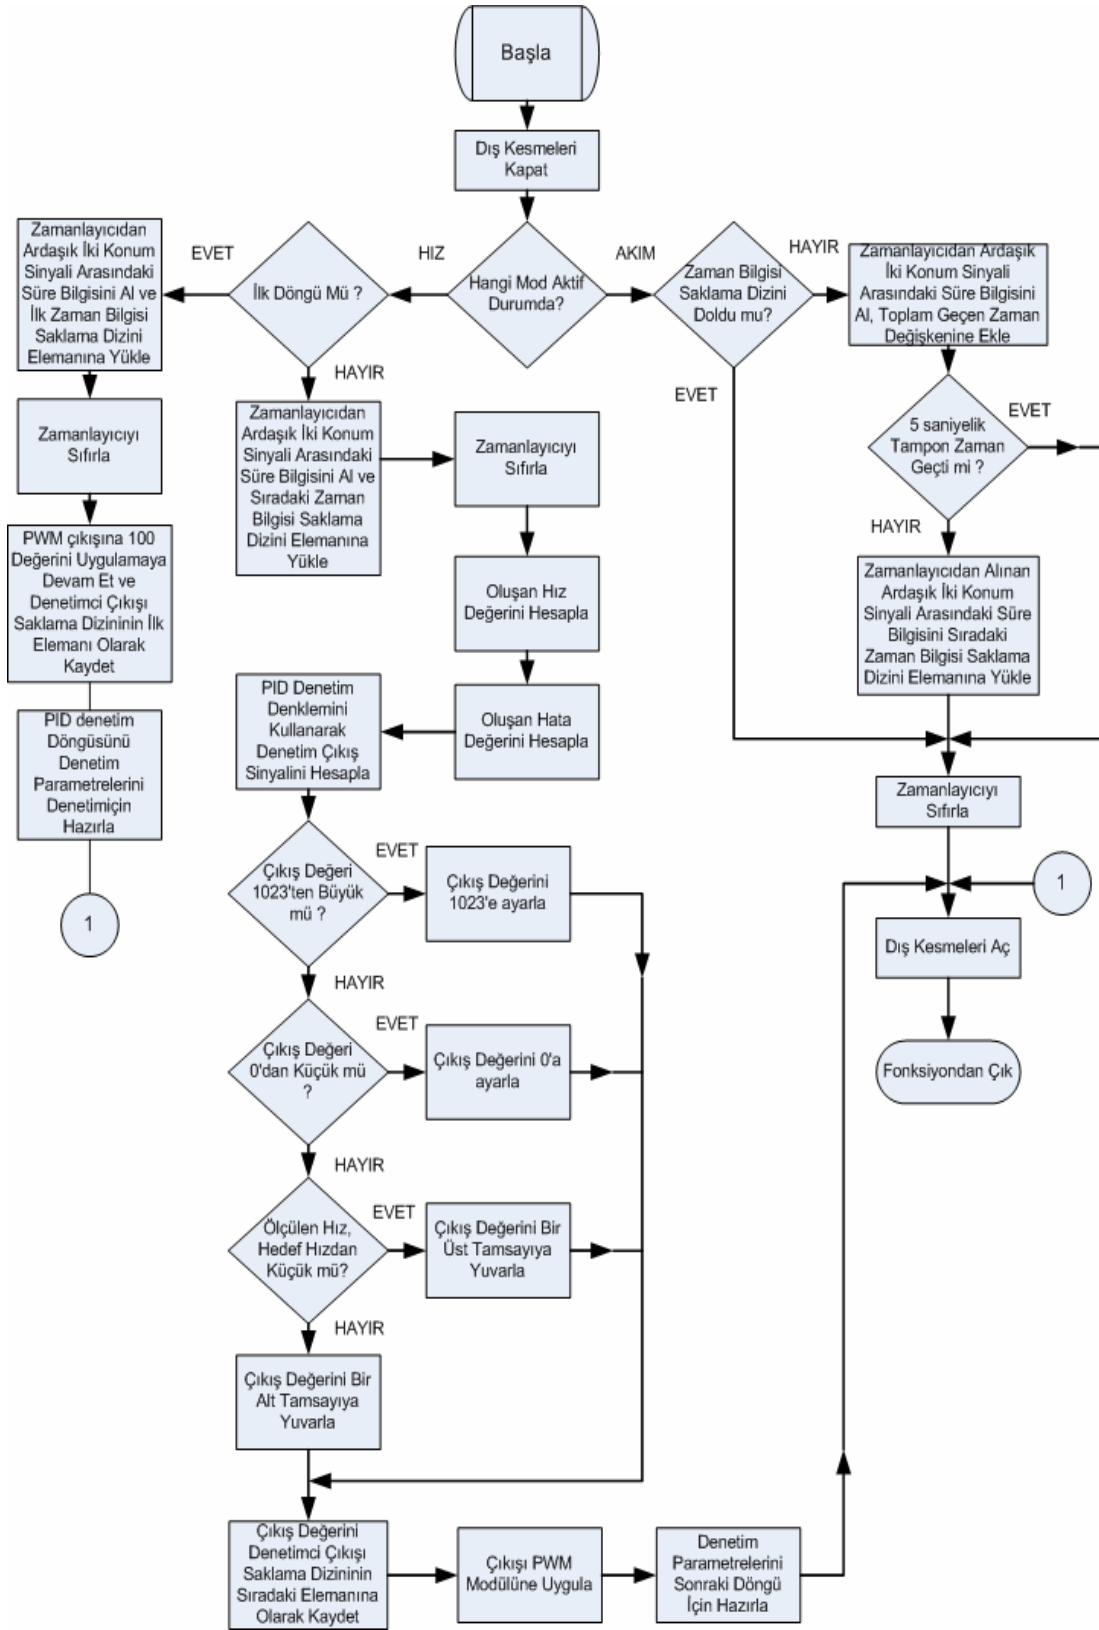 Başla
Dış Kesmeleri
Kapat
Hangi Mod Aktif
Durumda?
HIZ
AKIM
İlk Döngü Mü ?
EVET
HAYIR
Zamanlayıcıdan
Ardaşık İki Konum
Sinyali Arasındaki
Süre Bilgisini Al ve
İlk Zaman Bilgisi
Saklama Dizini
Elemanına Yükle
Zamanlayıcıyı
Sıfırla
PWM çıkışına 100
Değerini Uygulamaya
Devam Et ve
Denetimci Çıkışı
Saklama Dizininin İlk
Elemanı Olarak
Kaydet
PID denetim
Döngüsünü
Denetim
Parametrelerini
Denetimiçin
Hazırla
1
Zamanlayıcıdan
Ardaşık İki Konum
Sinyali Arasındaki
Süre Bilgisini Al ve
Sıradaki Zaman
Bilgisi Saklama
Dizini Elemanına
Yükle
Zamanlayıcıyı
Sıfırla
Oluşan Hız
Değerini Hesapla
Oluşan Hata
Değerini Hesapla
PID Denetim
Denklemini
Kullanarak
Denetim Çıkış
Sinyalini Hesapla
Çıkış Değeri
1023'ten Büyük
mü ?
EVET
Çıkış Değerini
1023'e ayarla
HAYIR
Çıkış Değeri
0'dan Küçük mü
?
EVET
Çıkış Değerini 0'a
ayarla
HAYIR
Ölçülen Hız,
Hedef Hızdan
Küçük mü?
EVET
Çıkış Değerini Bir
Üst Tamsayıya
Yuvarla
HAYIR
Çıkış Değerini Bir
Alt Tamsayıya
Yuvarla
Çıkış Değerini
Denetimci Çıkışı
Saklama Dizininin
Sıradaki Elemanına
Olarak Kaydet
Çıkışı PWM
Modülüne Uygula
Denetim
Parametrelerini
Sonraki Döngü
İçin Hazırla
Zaman Bilgisi
Saklama Dizini
Doldu mu?
HAYIR
EVET
Zamanlayıcıdan Ardaşık
İki Konum Sinyali
Arasındaki Süre Bilgisini
Al, Toplam Geçen Zaman
Değişkenine Ekle
5 saniyelik
Tampon Zaman
Geçti mi ?
EVET
HAYIR
Zamanlayıcıdan Alınan
Ardaşık İki Konum
Sinyali Arasındaki Süre
Bilgisini Sıradaki
Zaman Bilgisi Saklama
Dizini Elemanına Yükle
Zamanlayıcıyı
Sıfırla
1
Dış Kesmeleri Aç
Fonksiyondan Çık